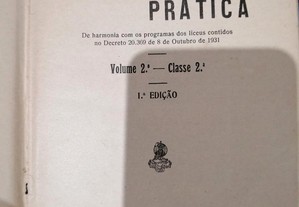 PRATICA
De harmonia com os programas dos liceus contidos
no Decreto 20.369 de 8 de Outubro de 1931
Volume 2.º — Classe 2.ª
1.ª EDIÇÃO